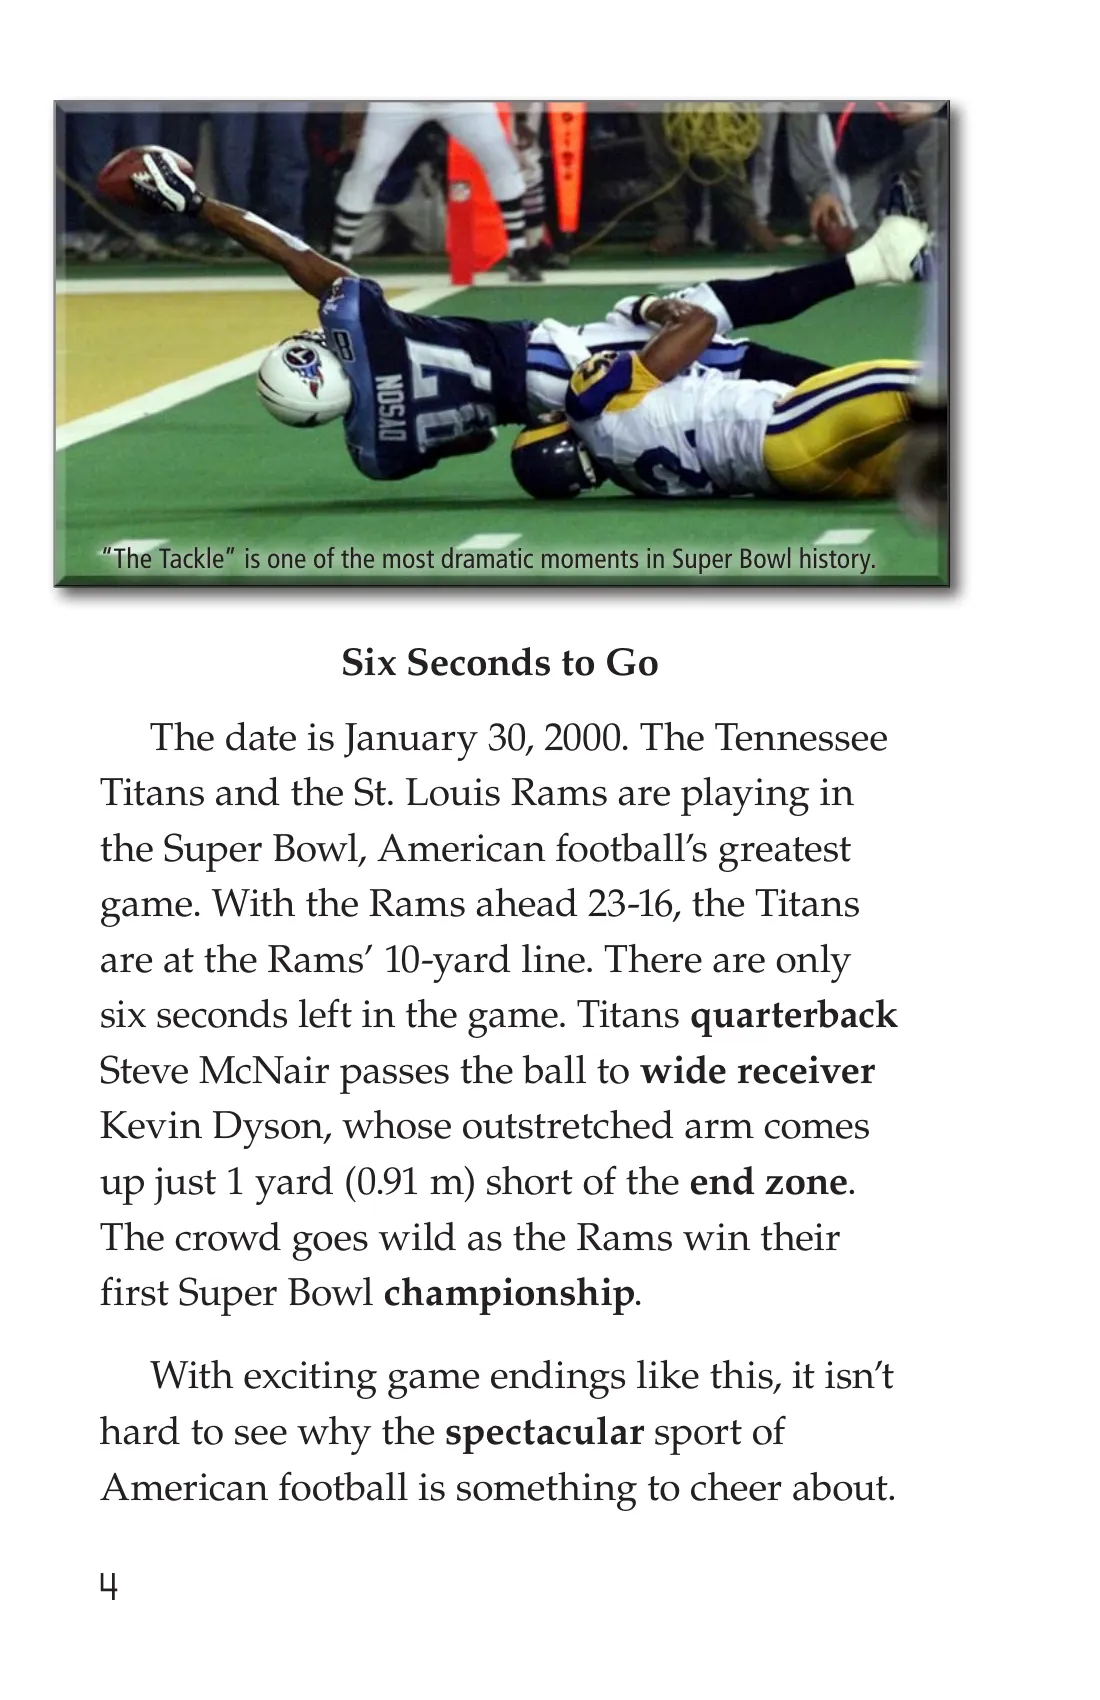 DYSON
87
"The Tackle" is one of the most dramatic moments in Super Bowl history.
Six Seconds to Go
The date is January 30, 2000. The Tennessee
Titans and the St. Louis Rams are playing in
the Super Bowl, American football's greatest
game. With the Rams ahead 23-16, the Titans
are at the Rams' 10-yard line. There are only
six seconds left in the game. Titans quarterback
Steve McNair passes the ball to wide receiver
Kevin Dyson, whose outstretched arm comes
up just 1 yard (0.91 m) short of the end zone.
The crowd goes wild as the Rams win their
first Super Bowl championship.
With exciting game endings like this, it isn't
hard to see why the spectacular sport of
American football is something to cheer about.
4